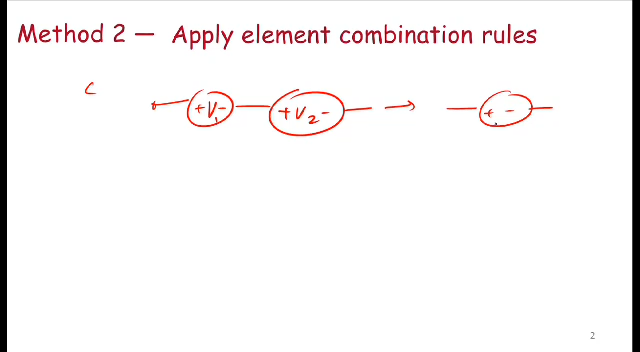 Method 2 — Apply element combination rules
C +V₁- +V₂- → + -
2